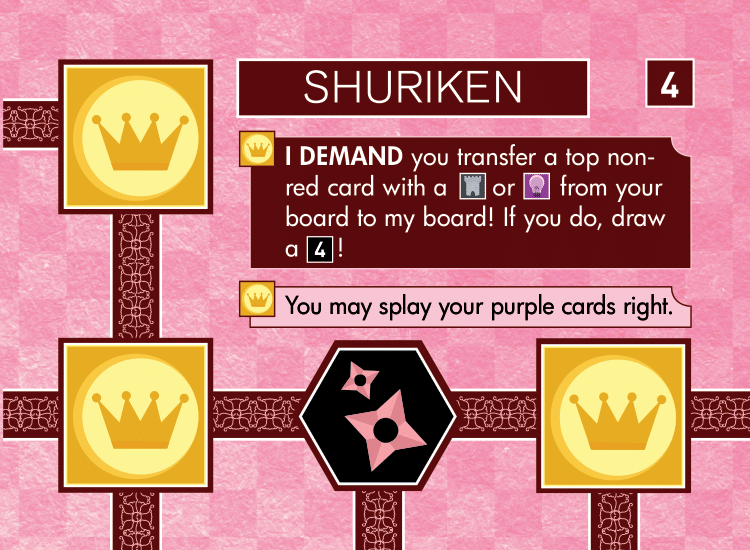 SHURIKEN
4
I DEMAND you transfer a top non-
red card with a or from your
board to my board! If you do, draw
a 4!
You may splay your purple cards right.